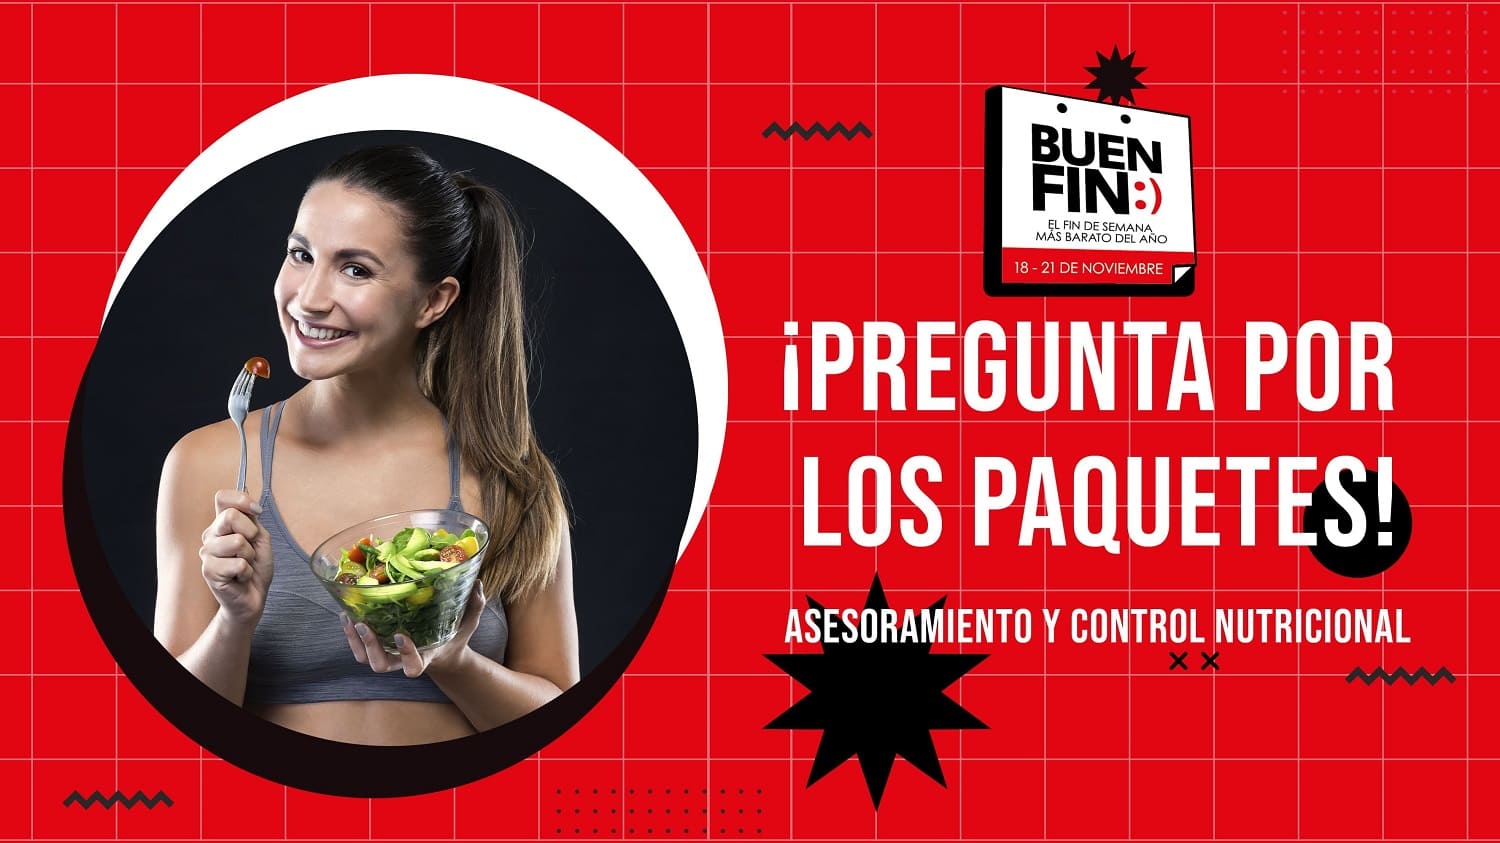 BUEN
FIN:)
EL FIN DE SEMANA
MÁS BARATO DEL AÑO
18 - 21 DE NOVIEMBRE
¡PREGUNTA POR
LOS PAQUETES!
ASESORAMIENTO Y CONTROL NUTRICIONAL